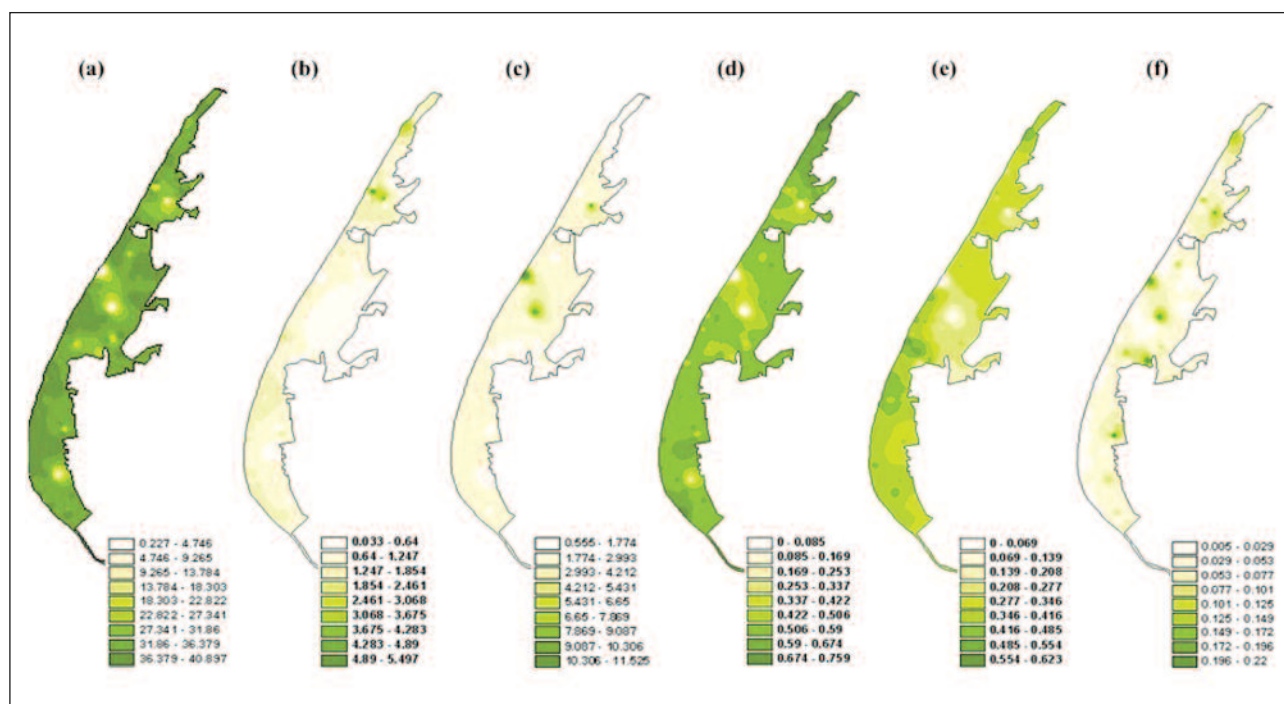 (a) (b) (c) (d) (e) (f)
0.227 - 4.746
4.746 - 9.265
9.265 - 13.784
13.784 - 18.303
18.303 - 22.822
22.822 - 27.341
27.341 - 31.86
31.86 - 36.379
36.379 - 40.897
0.033 - 0.64
0.64 - 1.247
1.247 - 1.854
1.854 - 2.461
2.461 - 3.068
3.068 - 3.675
3.675 - 4.283
4.283 - 4.89
4.89 - 5.497
0.555 - 1.774
1.774 - 2.993
2.993 - 4.212
4.212 - 5.431
5.431 - 6.65
6.65 - 7.869
7.869 - 9.087
9.087 - 10.306
10.306 - 11.525
0 - 0.085
0.085 - 0.169
0.169 - 0.253
0.253 - 0.337
0.337 - 0.422
0.422 - 0.506
0.506 - 0.59
0.59 - 0.674
0.674 - 0.759
0 - 0.069
0.069 - 0.139
0.139 - 0.208
0.208 - 0.277
0.277 - 0.346
0.346 - 0.416
0.416 - 0.485
0.485 - 0.554
0.554 - 0.623
0.005 - 0.029
0.029 - 0.053
0.053 - 0.077
0.077 - 0.101
0.101 - 0.125
0.125 - 0.149
0.149 - 0.172
0.172 - 0.196
0.196 - 0.22